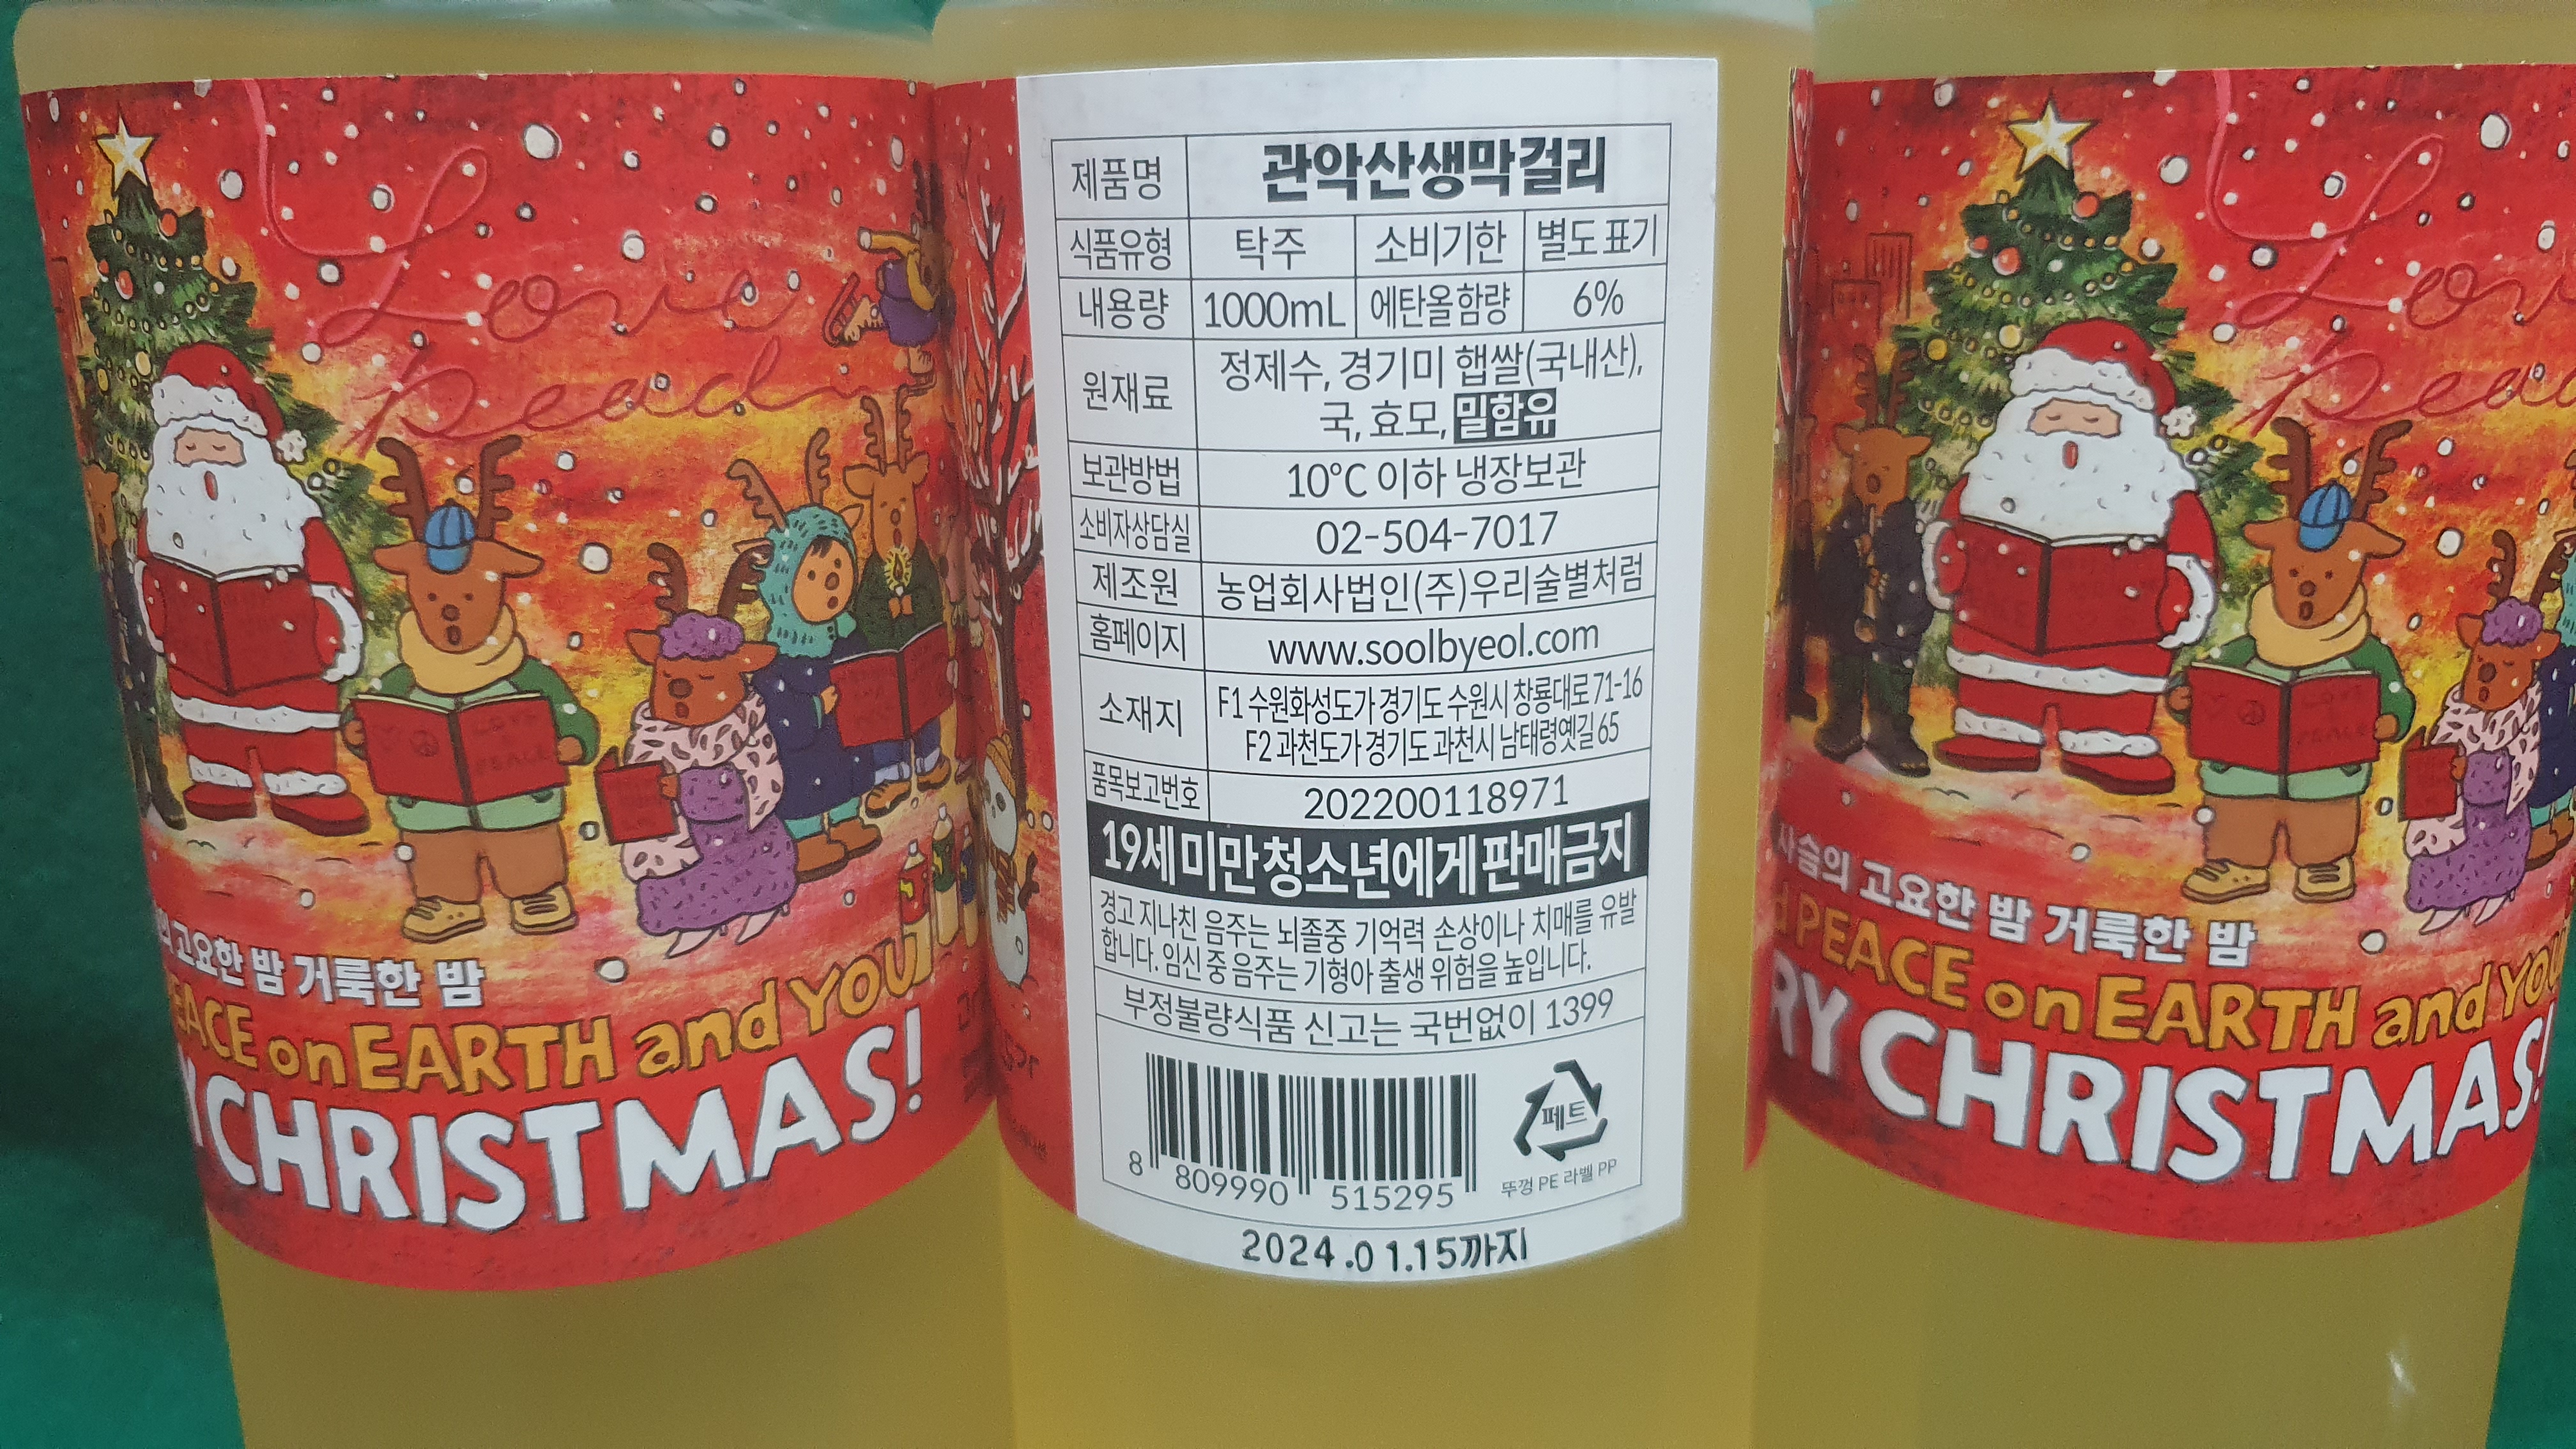 Love
Peace
고요한 밤 거룩한 밤
PEACE on EARTH and YOU
CHRISTMAS!
제품명 관악산생막걸리
식품유형 탁주 소비기한 별도 표기
내용량 1000mL 에탄올함량 6%
원재료 정제수, 경기미 햅쌀(국내산),
국, 효모, 밀함유
보관방법 10℃ 이하 냉장보관
소비자상담실 02-504-7017
제조원 농업회사법인(주)우리술별처럼
홈페이지 www.soolbyeol.com
소재지 F1 수원화성도가 경기도 수원시 창룡대로 71-16
F2 과천도가 경기도 과천시 남태령옛길 65
품목보고번호 202200118971
19세 미만 청소년에게 판매금지
경고 지나친 음주는 뇌졸중 기억력 손상이나 치매를 유발
합니다. 임신 중 음주는 기형아 출생 위험을 높입니다.
부정불량식품 신고는 국번없이 1399
페트
뚜껑 PE 라벨 PP
8 809990 515295
2024.01.15까지
사슴의 고요한 밤 거룩한 밤
PEACE on EARTH and YOU
RY CHRISTMAS!